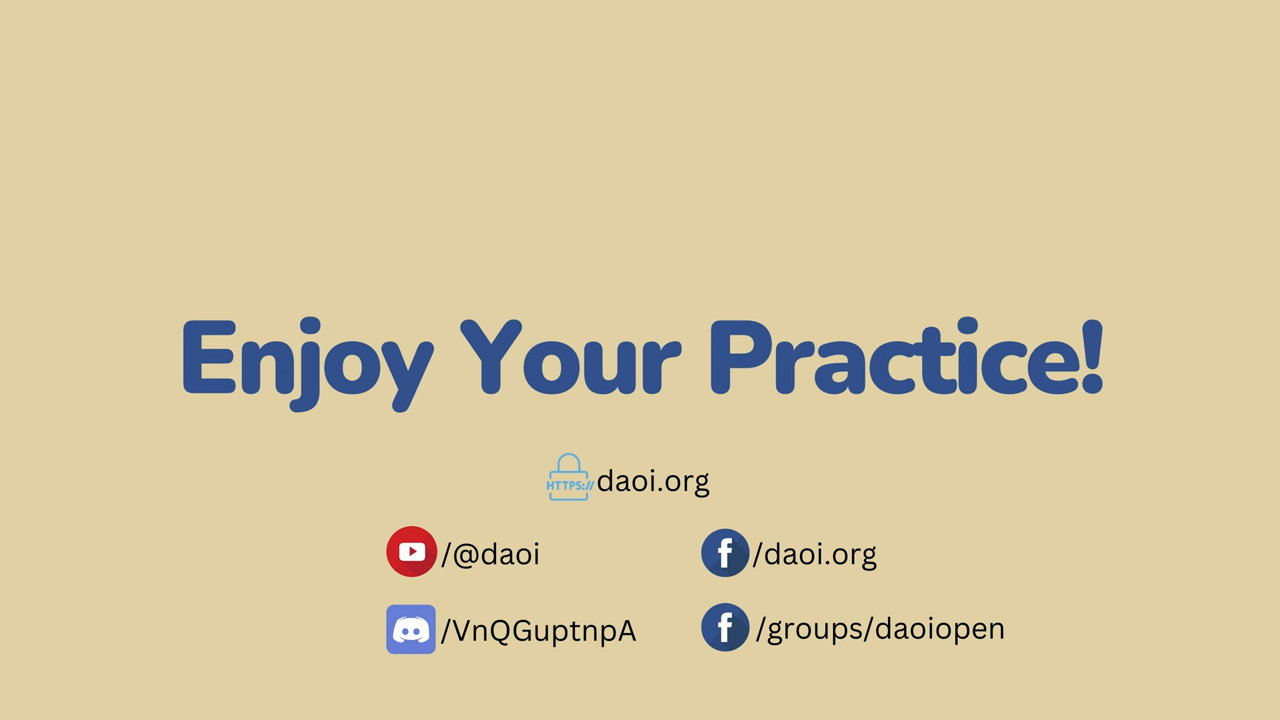 Enjoy Your Practice!
HTTPS:// daoi.org
/@daoi
/daoi.org
/VnQGuptnpA
/groups/daoiopen